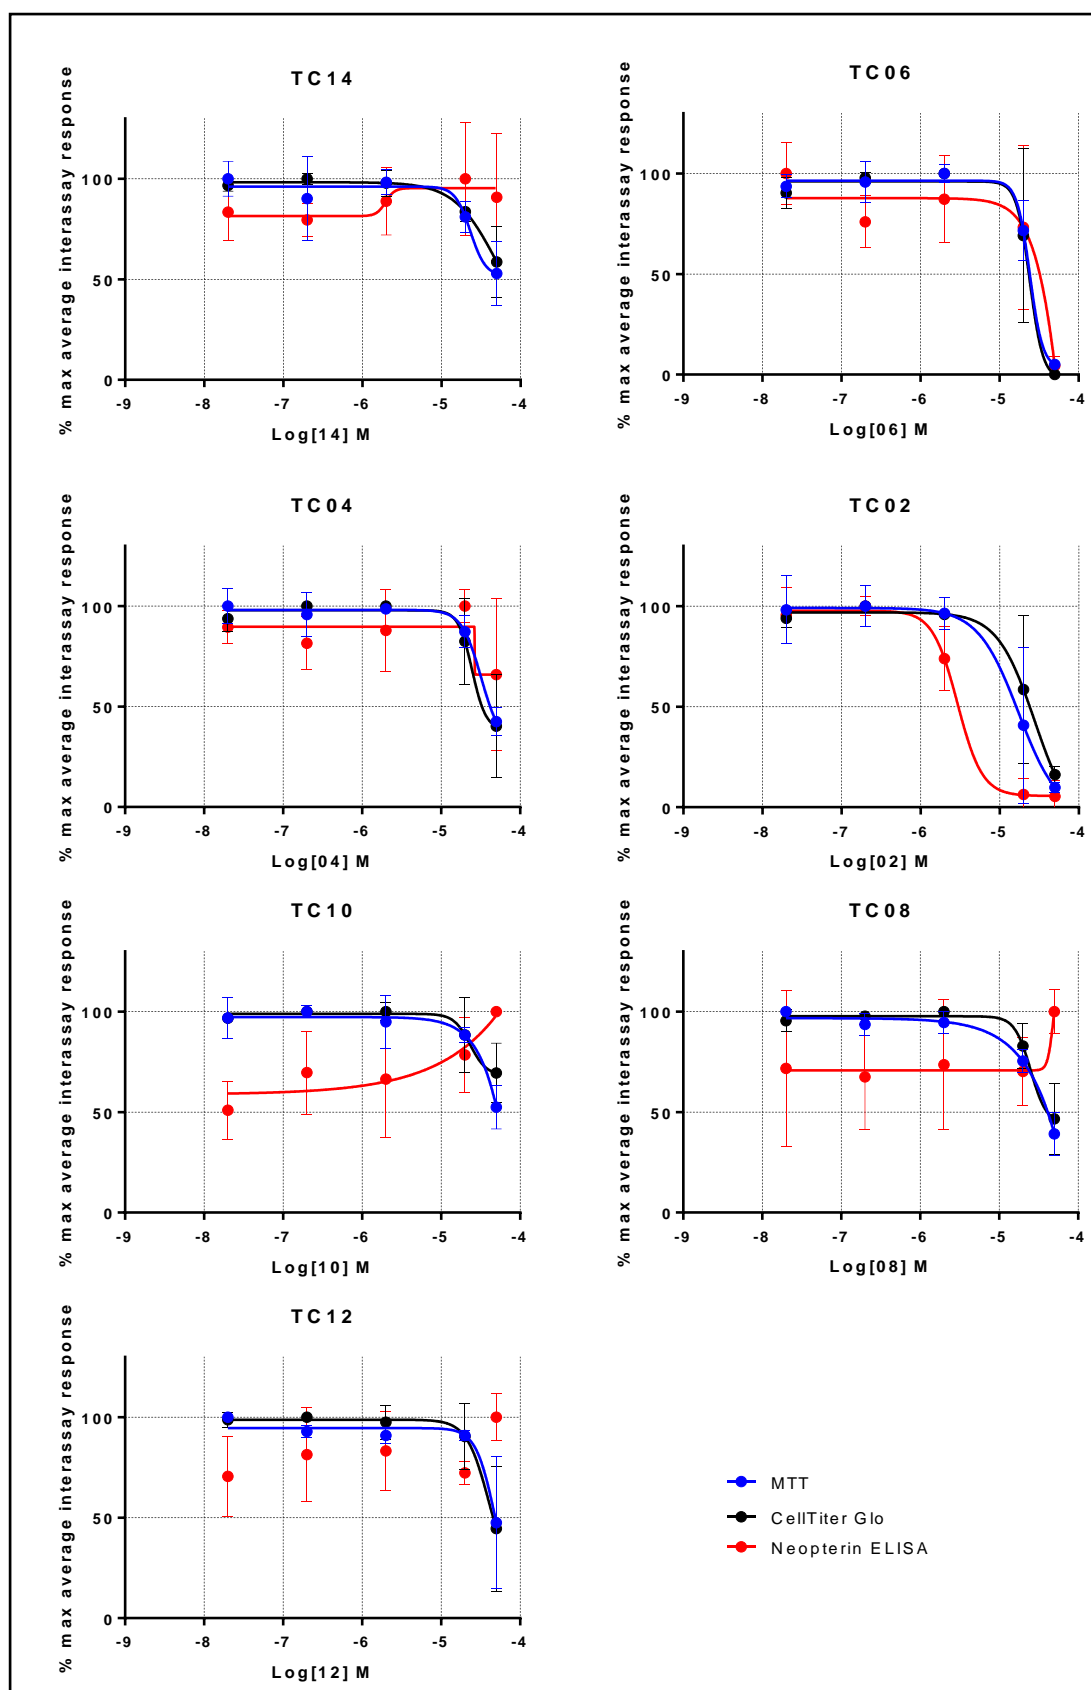 TC14
% max average interassay response
100
50
0
-9 -8 -7 -6 -5 -4
Log[14] M
TC06
% max average interassay response
100
50
0
-9 -8 -7 -6 -5 -4
Log[06] M
TC04
% max average interassay response
100
50
0
-9 -8 -7 -6 -5 -4
Log[04] M
TC02
% max average interassay response
100
50
0
-9 -8 -7 -6 -5 -4
Log[02] M
TC10
% max average interassay response
100
50
0
-9 -8 -7 -6 -5 -4
Log[10] M
TC08
% max average interassay response
100
50
0
-9 -8 -7 -6 -5 -4
Log[08] M
TC12
% max average interassay response
100
50
0
-9 -8 -7 -6 -5 -4
Log[12] M
MTT
CellTiter Glo
Neopterin ELISA